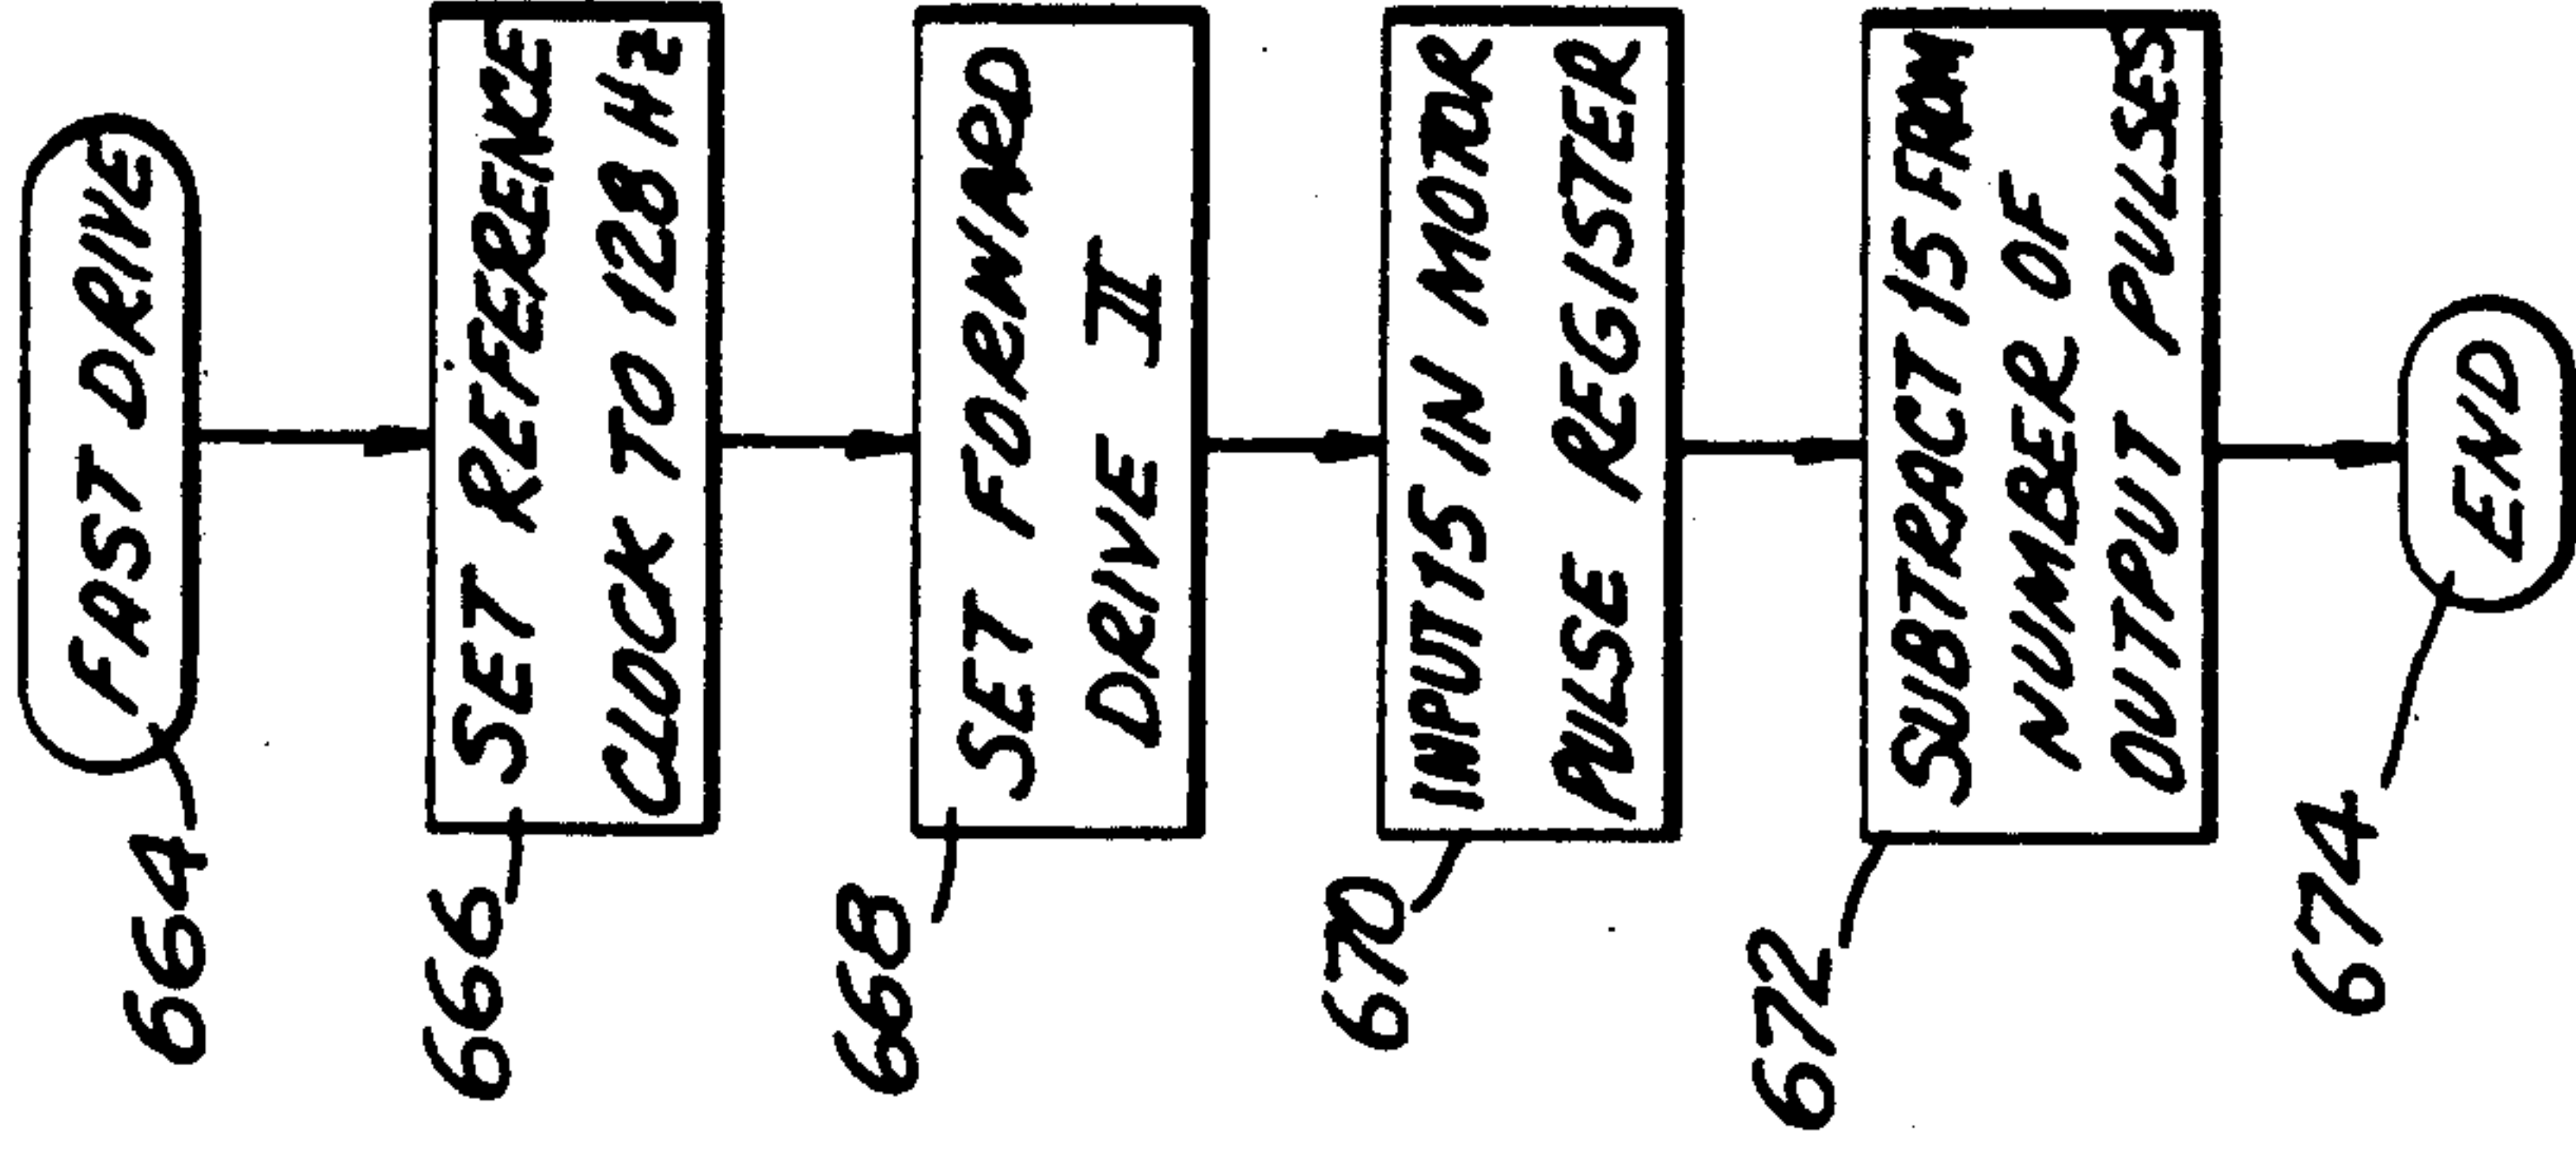 FAST DRIVE
664
SET REFERENCE
CLOCK TO 128 Hz
666
SET FORWARD
DRIVE II
668
INPUT 15 IN MOTOR
PULSE REGISTER
670
SUBTRACT 15 FROM
NUMBER OF
OUTPUT PULSES
672
END
674